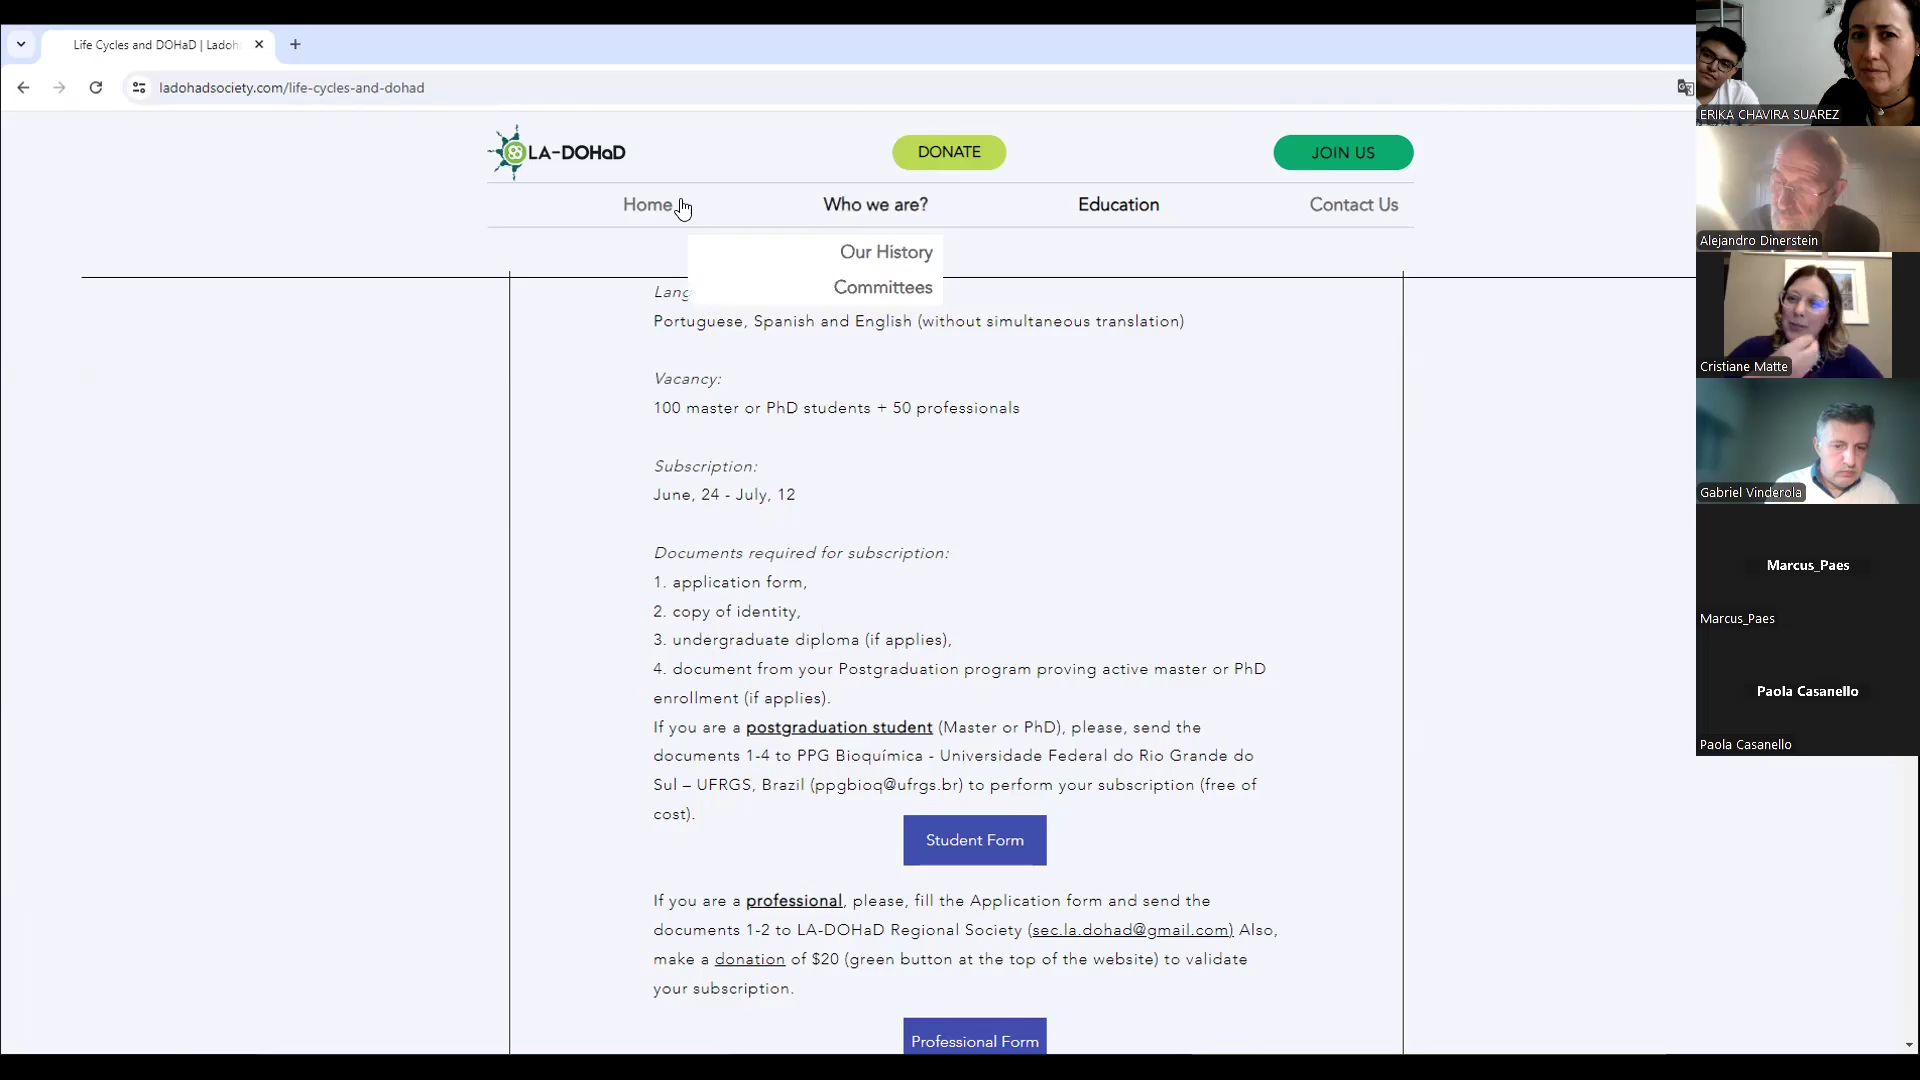 Life Cycles and DOHaD | Ladoh
ladohadsociety.com/life-cycles-and-dohad
LA-DOHaD
DONATE
JOIN US
Home
Who we are?
Education
Contact Us
Our History
Committees
Lang
Portuguese, Spanish and English (without simultaneous translation)
Vacancy:
100 master or PhD students + 50 professionals
Subscription:
June, 24 - July, 12
Documents required for subscription:
1. application form,
2. copy of identity,
3. undergraduate diploma (if applies),
4. document from your Postgraduation program proving active master or PhD
enrollment (if applies).
If you are a postgraduation student (Master or PhD), please, send the
documents 1-4 to PPG Bioquímica - Universidade Federal do Rio Grande do
Sul – UFRGS, Brazil (ppgbioq@ufrgs.br) to perform your subscription (free of
cost).
Student Form
If you are a professional, please, fill the Application form and send the
documents 1-2 to LA-DOHaD Regional Society (sec.la.dohad@gmail.com) Also,
make a donation of $20 (green button at the top of the website) to validate
your subscription.
Professional Form
ERIKA CHAVIRA SUAREZ
Alejandro Dinerstein
Cristiane Matte
Gabriel Vinderola
Marcus_Paes
Marcus_Paes
Paola Casanello
Paola Casanello